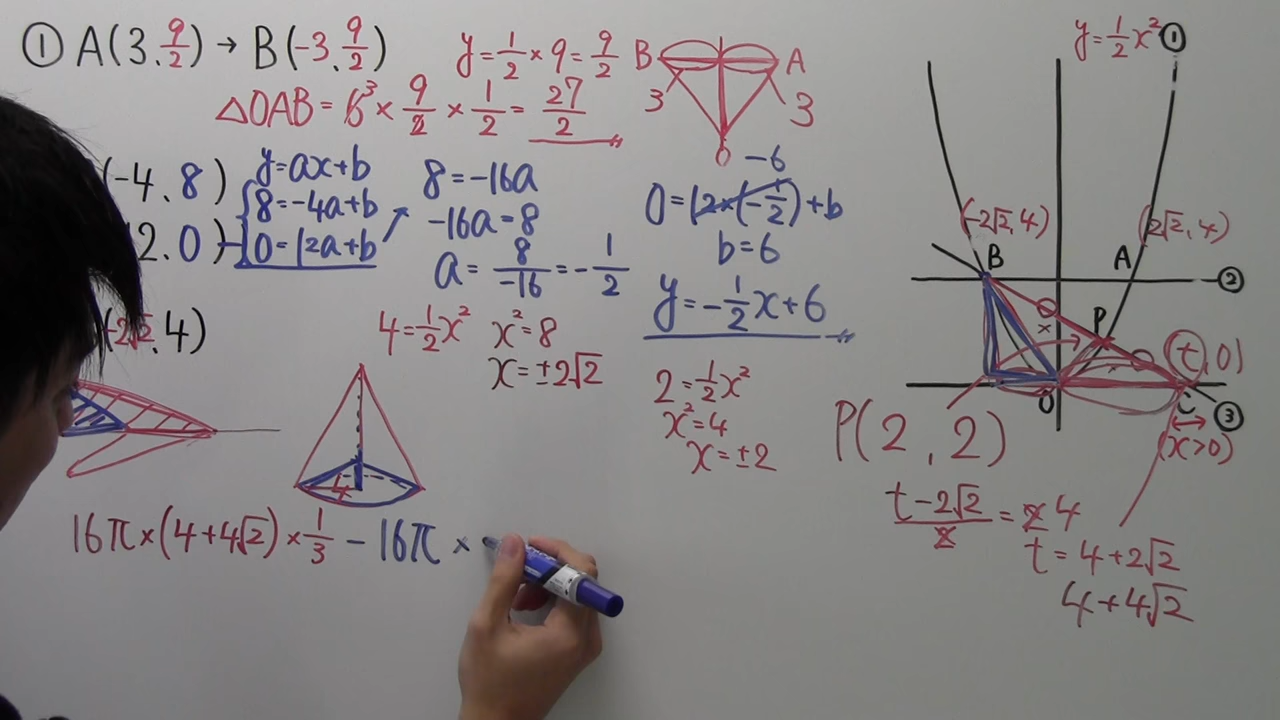 ① A(3, 9/2) → B(-3, 9/2)
y=1/2×9=9/2
△OAB=6³×9/2×1/2=27/2
B A
3 3
O
(-4,8)
y=ax+b
8=-4a+b
0=12a+b
2.0)
8=-16a
-16a=8
a=8/-16=-1/2
-6
0=12×(-1/2)+b
b=6
y=-1/2x+6
-2√2,4)
4=1/2x² x²=8
x=±2√2
2=1/2x²
x²=4
x=±2
4
16π×(4+4√2)×1/3-16π×
y=1/2x² ①
(-2√2,4) (2√2,4)
B A ②
x P
(t,0)
O C ③
(x>0)
P(2,2)
t-2√2/2=2 4
t=4+2√2
4+4√2